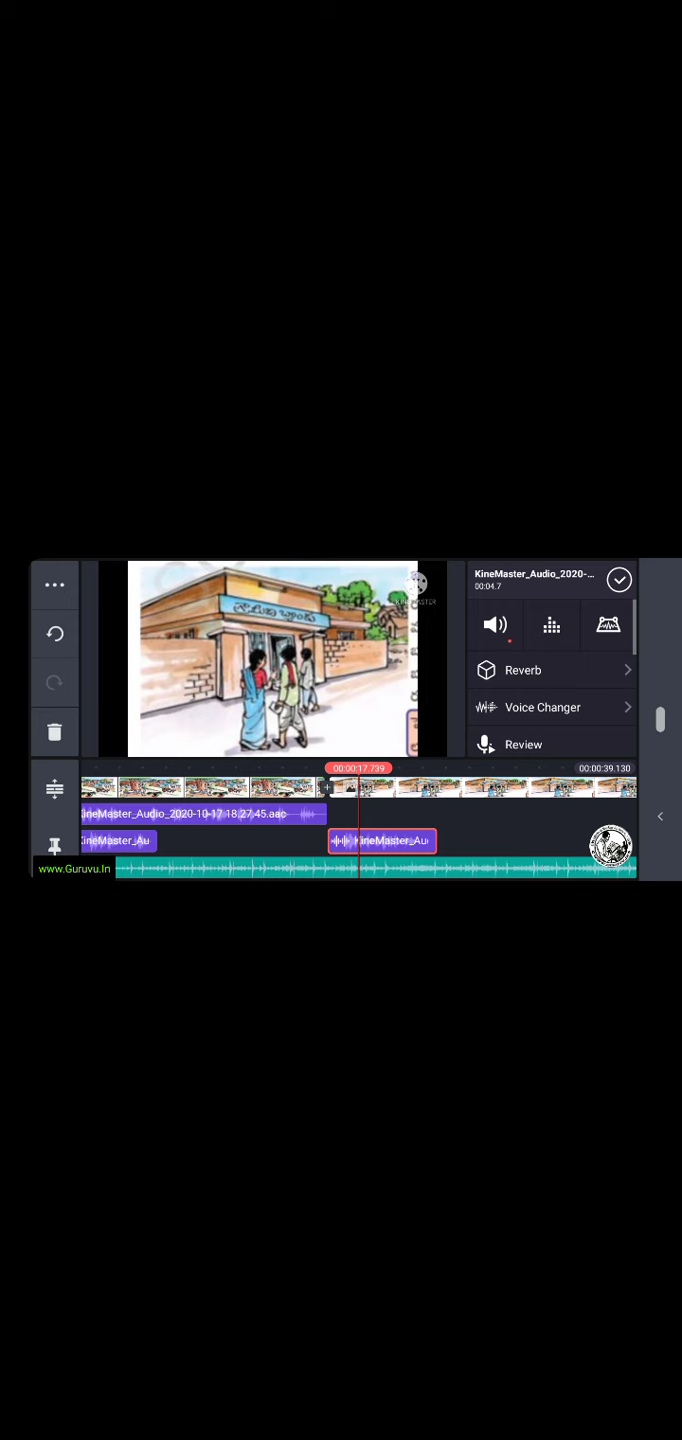 గ్రామీణ బ్యాంకు
KINEMASTER
KineMaster_Audio_2020-...
00:04.7
Reverb
Voice Changer
Review
00:00:17.739
00:00:39.130
KineMaster_Audio_2020-10-17 18.27.45.aac
KineMaster_Au
KineMaster_Au
www.Guruvu.In